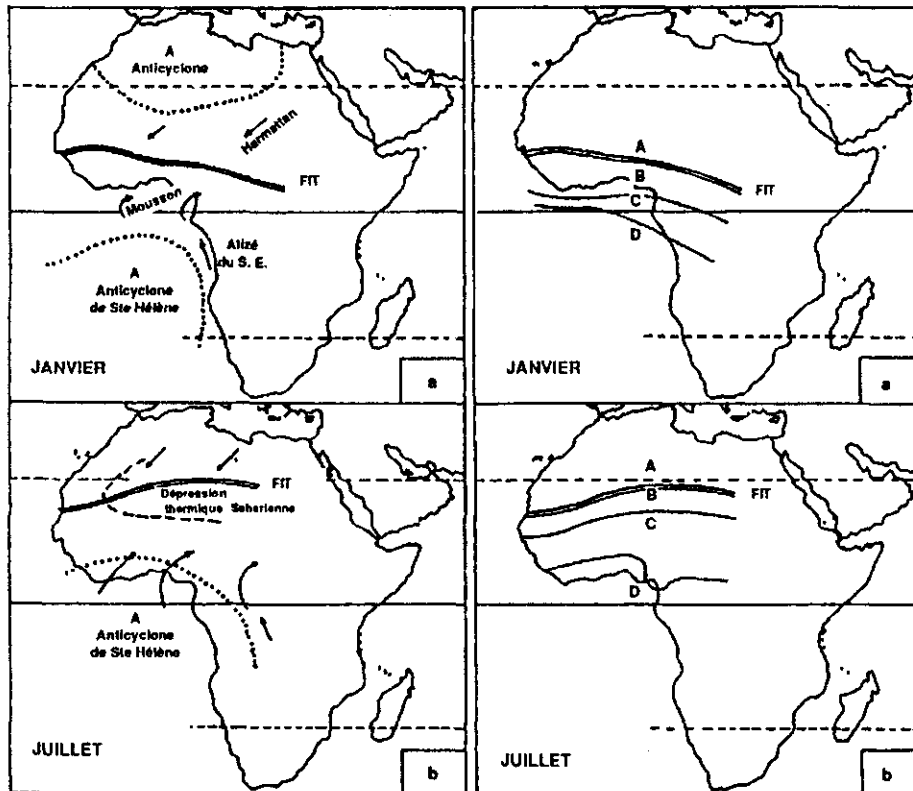 A
Anticyclone
Harmattan
FIT
Mousson
Alizé
du S. E.
A
Anticyclone
de Ste Hélène
JANVIER
a
A
B
FIT
C
D
JANVIER
a
FIT
Dépression
thermique Saharienne
A
Anticyclone
de Ste Hélène
JUILLET
b
A
B
FIT
C
D
JUILLET
b